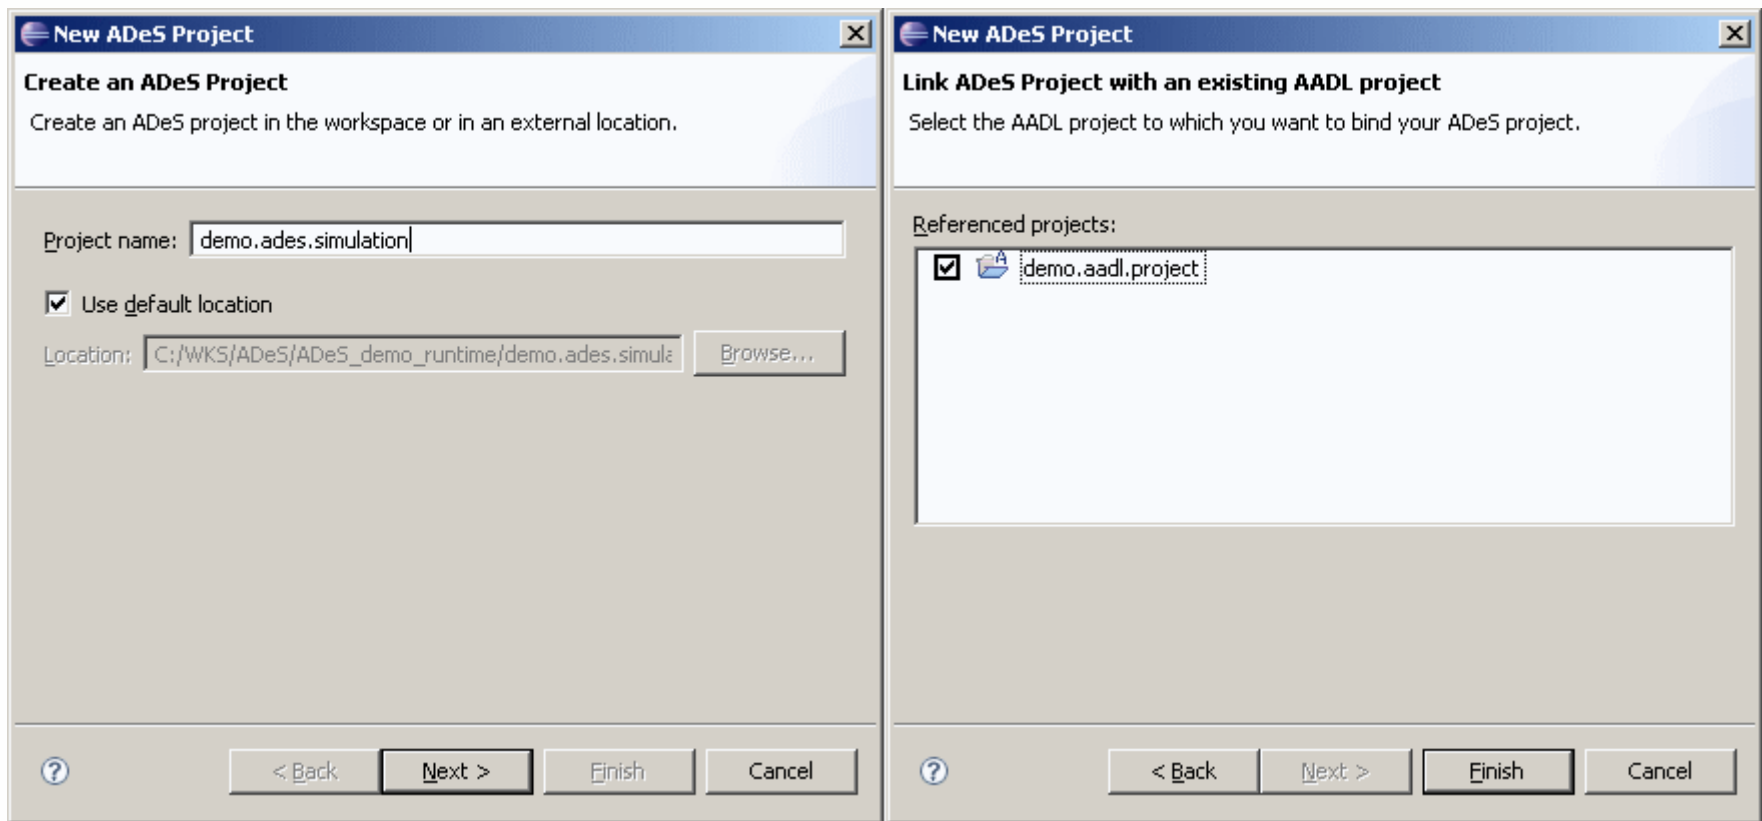 New ADeS Project
Create an ADeS Project
Create an ADeS project in the workspace or in an external location.
Project name: demo.ades.simulation
Use default location
Location: C:/WKS/ADeS/ADeS_demo_runtime/demo.ades.simula
Browse...
? < Back Next > Finish Cancel
New ADeS Project
Link ADeS Project with an existing AADL project
Select the AADL project to which you want to bind your ADeS project.
Referenced projects:
demo.aadl.project
? < Back Next > Finish Cancel